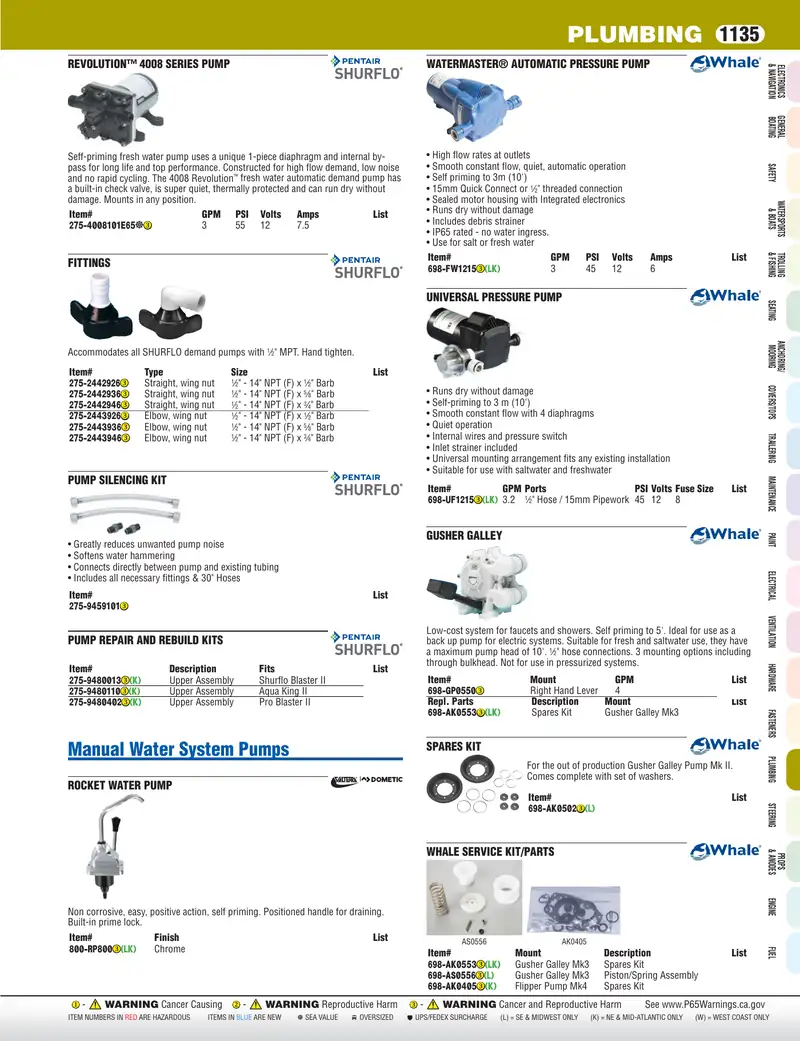 PLUMBING 1135
REVOLUTION™ 4008 SERIES PUMP
PENTAIR
SHURFLO®
Self-priming fresh water pump uses a unique 1-piece diaphragm and internal by-
pass for long life and top performance. Constructed for high flow demand, low noise
and no rapid cycling. The 4008 Revolution™ fresh water automatic demand pump has
a built-in check valve, is super quiet, thermally protected and can run dry without
damage. Mounts in any position.
Item# GPM PSI Volts Amps List
275-4008101E65 3 3 55 12 7.5
FITTINGS
PENTAIR
SHURFLO®
Accommodates all SHURFLO demand pumps with ½" MPT. Hand tighten.
Item# Type Size List
275-2442926 3 Straight, wing nut ½" - 14" NPT (F) x ½" Barb
275-2442936 3 Straight, wing nut ½" - 14" NPT (F) x ⅝" Barb
275-2442946 3 Straight, wing nut ½" - 14" NPT (F) x ¾" Barb
275-2443926 3 Elbow, wing nut ½" - 14" NPT (F) x ½" Barb
275-2443936 3 Elbow, wing nut ½" - 14" NPT (F) x ⅝" Barb
275-2443946 3 Elbow, wing nut ½" - 14" NPT (F) x ¾" Barb
PUMP SILENCING KIT
PENTAIR
SHURFLO®
• Greatly reduces unwanted pump noise
• Softens water hammering
• Connects directly between pump and existing tubing
• Includes all necessary fittings & 30" Hoses
Item# List
275-9459101 3
PUMP REPAIR AND REBUILD KITS
PENTAIR
SHURFLO®
Item# Description Fits List
275-9480013 3 (K) Upper Assembly Shurflo Blaster II
275-9480110 3 (K) Upper Assembly Aqua King II
275-9480402 3 (K) Upper Assembly Pro Blaster II
Manual Water System Pumps
ROCKET WATER PUMP
SEALTERFLEX DOMETIC
Non corrosive, easy, positive action, self priming. Positioned handle for draining.
Built-in prime lock.
Item# Finish List
800-RP800 3 (LK) Chrome
WATERMASTER® AUTOMATIC PRESSURE PUMP
Whale®
• High flow rates at outlets
• Smooth constant flow, quiet, automatic operation
• Self priming to 3m (10')
• 15mm Quick Connect or ½" threaded connection
• Sealed motor housing with Integrated electronics
• Runs dry without damage
• Includes debris strainer
• IP65 rated - no water ingress.
• Use for salt or fresh water
Item# GPM PSI Volts Amps List
698-FW1215 3 (LK) 3 45 12 6
UNIVERSAL PRESSURE PUMP
Whale®
• Runs dry without damage
• Self-priming to 3 m (10')
• Smooth constant flow with 4 diaphragms
• Quiet operation
• Internal wires and pressure switch
• Inlet strainer included
• Universal mounting arrangement fits any existing installation
• Suitable for use with saltwater and freshwater
Item# GPM Ports PSI Volts Fuse Size List
698-UF1215 3 (LK) 3.2 ½" Hose / 15mm Pipework 45 12 8
GUSHER GALLEY
Whale®
Low-cost system for faucets and showers. Self priming to 5'. Ideal for use as a
back up pump for electric systems. Suitable for fresh and saltwater use, they have
a maximum pump head of 10'. ½" hose connections. 3 mounting options including
through bulkhead. Not for use in pressurized systems.
Item# Mount GPM List
698-GP0550 3 Right Hand Lever 4
Repl. Parts Description Mount List
698-AK0553 3 (LK) Spares Kit Gusher Galley Mk3
SPARES KIT
Whale®
For the out of production Gusher Galley Pump Mk II.
Comes complete with set of washers.
Item# List
698-AK0502 3 (L)
WHALE SERVICE KIT/PARTS
Whale®
AS0556 AK0405
Item# Mount Description List
698-AK0553 3 (LK) Gusher Galley Mk3 Spares Kit
698-AS0556 3 (L) Gusher Galley Mk3 Piston/Spring Assembly
698-AK0405 3 (K) Flipper Pump Mk4 Spares Kit
ELECTRONICS
& NAVIGATION
GENERAL
BOATING
SAFETY
WATERSPORTS
& BOATS
TROLLING
& FISHING
SEATING
ANCHORING/
MOORING
COVERS/TOPS
TRAILERING
MAINTENANCE
PAINT
ELECTRICAL
VENTILATION
HARDWARE
FASTENERS
PLUMBING
STEERING
PROPS
& ANODES
ENGINE
FUEL
1 - WARNING Cancer Causing 2 - WARNING Reproductive Harm 3 - WARNING Cancer and Reproductive Harm See www.P65Warnings.ca.gov
ITEM NUMBERS IN RED ARE HAZARDOUS ITEMS IN BLUE ARE NEW SEA VALUE OVERSIZED UPS/FEDEX SURCHARGE (L) = SE & MIDWEST ONLY (K) = NE & MID-ATLANTIC ONLY (W) = WEST COAST ONLY